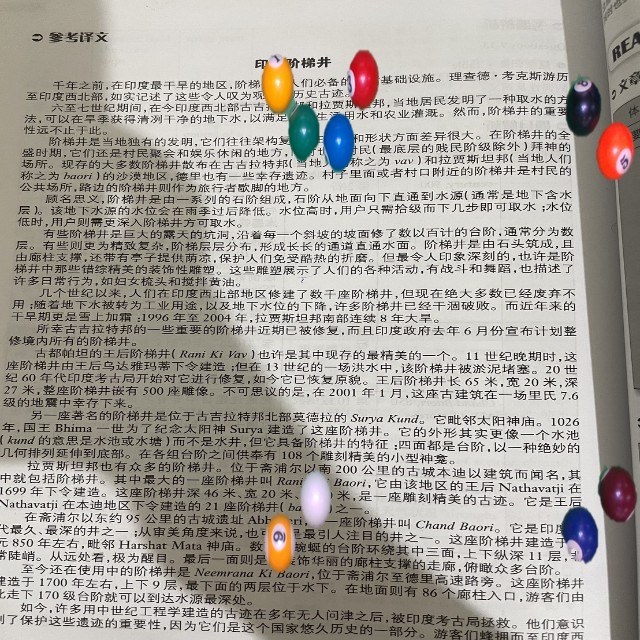 参考译文
印 阶梯井
千年之前,在印度最干旱的地区,阶梯 人们必备的 基础设施。理查德·考克斯游历
至印度西北部,如实记述了这些令人叹为观 历史古迹。
六至七世纪期间,在今印度西北部古吉 和拉贾斯 邦,当地居民发明了一种取水的方
法,可以在旱季获得清冽干净的地下水,以满足 生活用水和农业灌溉。然而,阶梯井的重要
性远不止于此。
阶梯井是当地独有的发明,它们往往架构复 和形状方面差异很大。在阶梯井的全
盛时期,它们还是村民聚会和娱乐休闲的地方, 村民(最底层的贱民阶级除外)拜神的
场所。现存的大多数阶梯井散布在古吉拉特邦(当地 称之为 vav)和拉贾斯坦邦(当地人们
称之为 baori)的沙漠地区,德里也有一些幸存遗迹。村子里面或者村口附近的阶梯井是村民的
公共场所,路边的阶梯井则作为旅行者歇脚的地方。
顾名思义,阶梯井是由一系列的石阶组成,石阶从地面向下直通到水源(通常是地下含水
层)。该地下水源的水位会在雨季过后降低。水位高时,用户只需拾级而下几步即可取水;水位
低时,用户则需更深入阶梯井方可取水。
有些阶梯井是巨大的露天的坑洞,沿着每一个斜坡的坡面修了数以百计的台阶,通常分为数
层。有些则更为精致复杂,阶梯层层分布,形成长长的通道直通水面。阶梯井是由石头筑成,且
由廊柱支撑,还带有亭子提供荫凉,保护人们免受酷热的折磨。但最令人印象深刻的,也许是阶
梯井中那些错综精美的装饰性雕塑。这些雕塑展示了人们的各种活动,有战斗和舞蹈,也描述了
许多日常行为,如妇女梳头和搅拌黄油。
几个世纪以来,人们在印度西北部地区修建了数千座阶梯井,但现在绝大多数已经废弃不
用;随着地下水被转为工业用途,以及地下水位的下降,许多阶梯井已经干涸破败。而近年来的
干旱期更是雪上加霜;1996 年至 2004 年,拉贾斯坦邦南部连续 8 年大旱。
所幸古吉拉特邦的一些重要的阶梯井近期已被修复,而且印度政府去年 6 月份宣布计划整
修境内所有的阶梯井。
古都帕坦的王后阶梯井(Rani Ki Vav)也许是其中现存的最精美的一个。11 世纪晚期时,这
座阶梯井由王后乌达雅玛蒂下令建造;但在 13 世纪的一场洪水中,该阶梯井被淤泥堵塞。20 世
纪 60 年代印度考古局开始对它进行修复,如今它已恢复原貌。王后阶梯井长 65 米,宽 20 米,深
27 米,整座阶梯井嵌有 500 座雕像。不可思议的是,在 2001 年 1 月,这座古建筑在一场里氏 7.6
级的地震中幸存下来。
另一座著名的阶梯井是位于古吉拉特邦北部莫德拉的 Surya Kund。它毗邻太阳神庙。1026
年,国王 Bhima 一世为了纪念太阳神 Surya 建造了这座阶梯井。它的外形其实更像一个水池
(kund 的意思是水池或水塘)而不是水井,但它具备阶梯井的特征;四面都是台阶,以一种绝妙的
几何排列延伸到底部。在各组台阶之间供奉有 108 个雕刻精美的小型神龛。
拉贾斯坦邦也有众多的阶梯井。位于斋浦尔以南 200 公里的古城本迪以建筑而闻名,其
中就包括阶梯井。其中最大的一座阶梯井叫 Rani Baori,它由该地区的王后 Nathavatji 在
1699 年下令建造。这座阶梯井深 46 米,宽 20 米 米,是一座雕刻精美的古迹。它是王后
Nathavatji 在本迪地区下令建造的 21 座阶梯井(ba 之一。
在斋浦尔以东约 95 公里的古城遗址 Ab 一座阶梯井叫 Chand Baori。它是印度
代最久、最深的井之一;从审美角度来说,也 是最引人注目的井之一。这座阶梯井建造于
元 850 年左右,毗邻 Harshat Mata 神庙。数 蜿蜒的台阶环绕其中三面,上下纵深 11 层,
常陡峭。从远处看,极为醒目。最后一面则是 装饰华丽的廊柱支撑的走廊,俯瞰众多台阶。
至今还在使用中的阶梯井是 Neemrana Ki Baori,位于斋浦尔至德里高速路旁。这座阶梯井
建造于 1700 年左右,上下 9 层,最下面的两层位于水下。在地面则有 86 个廊柱入口,游客们由
此走下 170 级台阶就可以到达水源最深处。
如今,许多用中世纪工程学建造的古迹在多年无人问津之后,被印度考古局拯救。他们意识
到了保护这些遗迹的重要性,因为它们是这个国家悠久历史的一部分。游客们蜂拥而至印度西
REA
文章
5
9